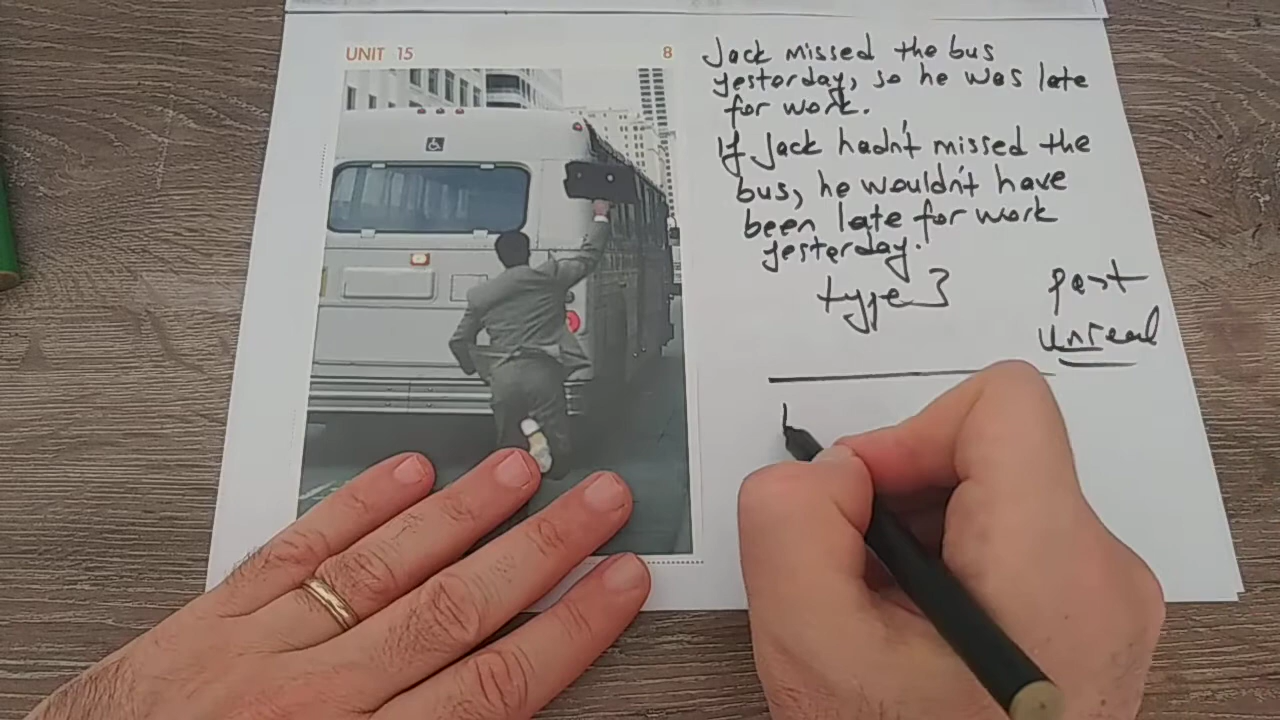 UNIT 15
8
Jack missed the bus
yesterday, so he was late
for work.
If Jack hadn't missed the
bus, he wouldn't have
been late for work
yesterday.
type 3
past
unreal